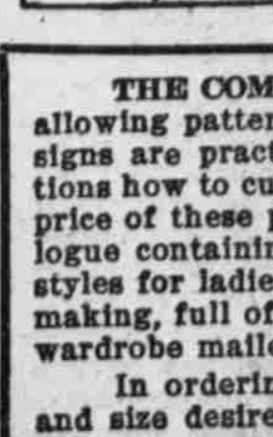 THE COM
allowing patter
signs are practi
tions how to cu
price of these
logue containin
styles for ladie
making, full of
wardrobe maile
In orderin
and size desire